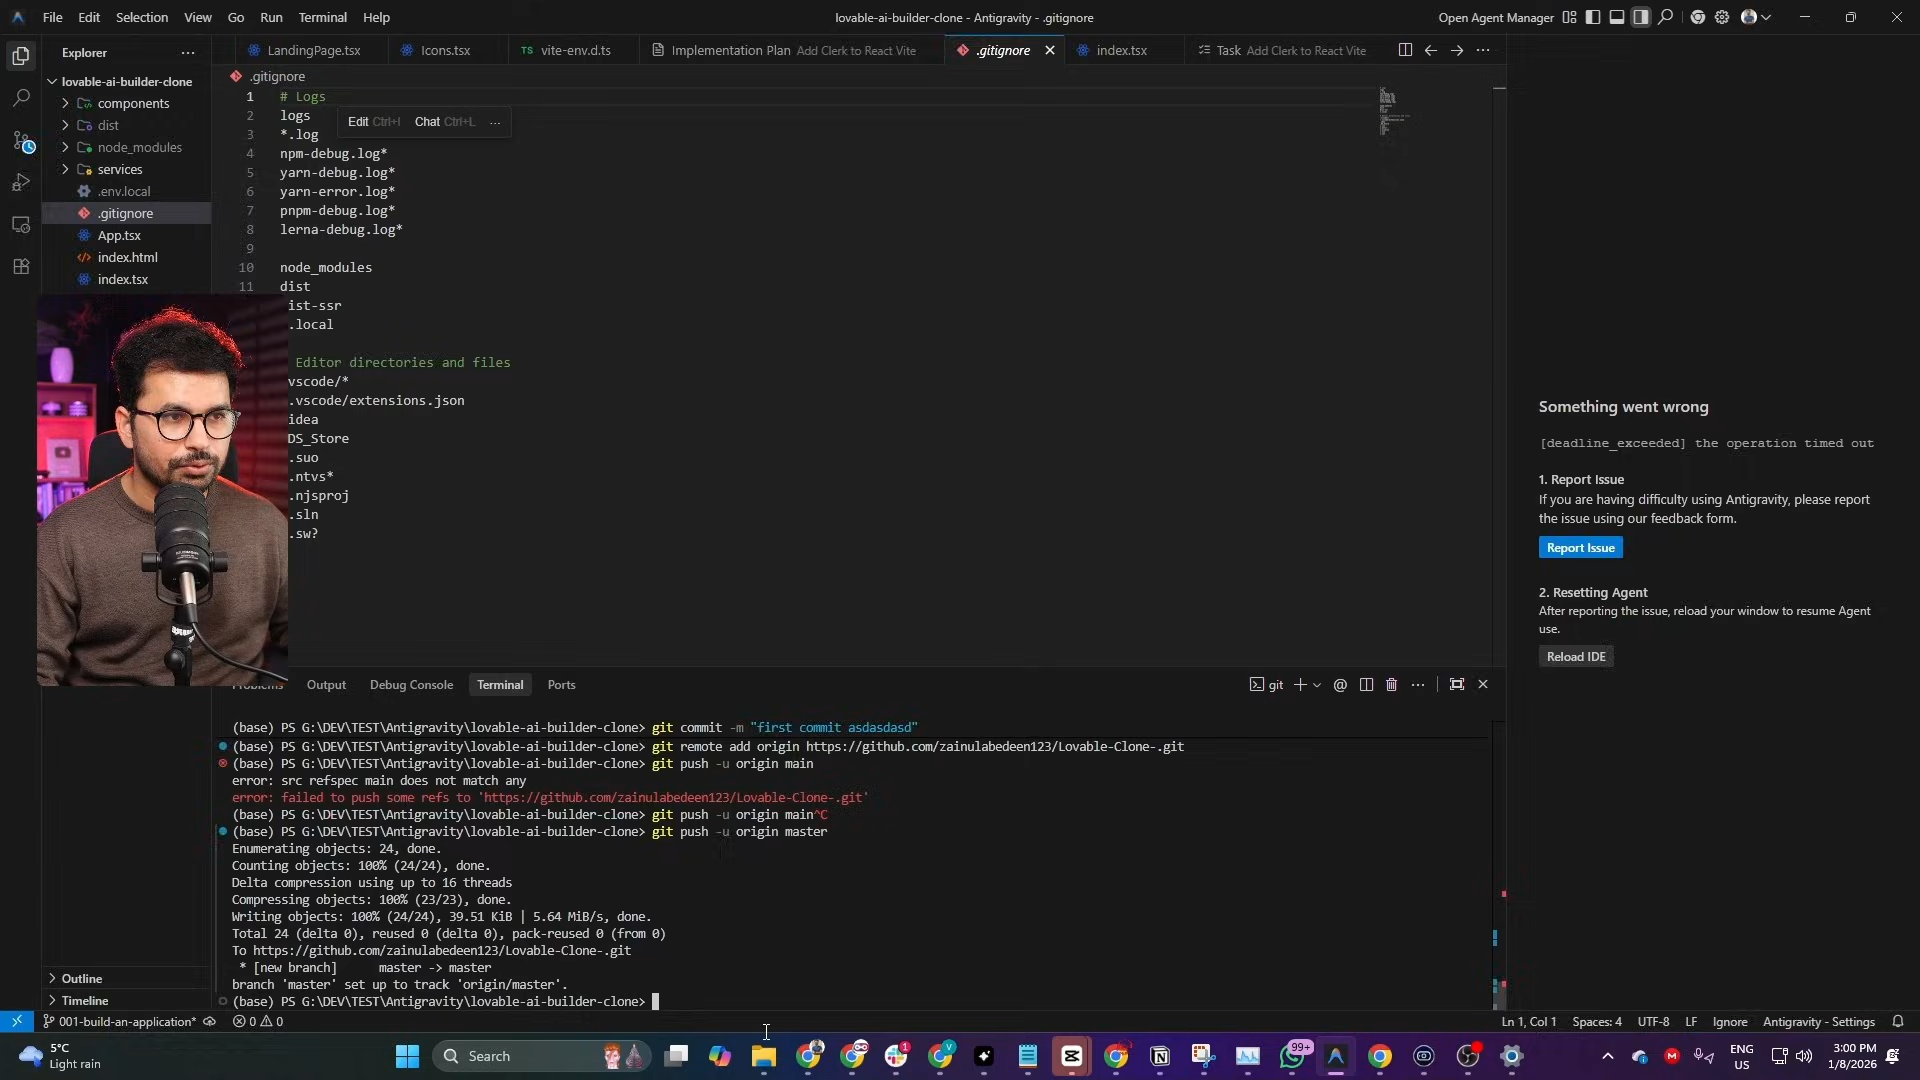 File Edit Selection View Go Run Terminal Help
lovable-ai-builder-clone - Antigravity - .gitignore
Open Agent Manager
Explorer
LandingPage.tsx
Icons.tsx
TS vite-env.d.ts
Implementation Plan Add Clerk to React Vite
.gitignore
index.tsx
Task Add Clerk to React Vite
lovable-ai-builder-clone
components
dist
node_modules
services
.env.local
.gitignore
App.tsx
index.html
index.tsx
Outline
Timeline
.gitignore
Edit Ctrl+I Chat Ctrl+L ...
1 # Logs
2 logs
3 *.log
4 npm-debug.log*
5 yarn-debug.log*
6 yarn-error.log*
7 pnpm-debug.log*
8 lerna-debug.log*
9
10 node_modules
11 dist
ist-ssr
.local
Editor directories and files
vscode/*
.vscode/extensions.json
idea
DS_Store
.suo
.ntvs*
.njsproj
.sln
.sw?
Something went wrong
[deadline_exceeded] the operation timed out
1. Report Issue
If you are having difficulty using Antigravity, please report
the issue using our feedback form.
Report Issue
2. Resetting Agent
After reporting the issue, reload your window to resume Agent
use.
Reload IDE
Problems Output Debug Console Terminal Ports
git
(base) PS G:\DEV\TEST\Antigravity\lovable-ai-builder-clone> git commit -m "first commit asdasdasd"
(base) PS G:\DEV\TEST\Antigravity\lovable-ai-builder-clone> git remote add origin https://github.com/zainulabedeen123/Lovable-Clone-.git
(base) PS G:\DEV\TEST\Antigravity\lovable-ai-builder-clone> git push -u origin main
error: src refspec main does not match any
error: failed to push some refs to 'https://github.com/zainulabedeen123/Lovable-Clone-.git'
(base) PS G:\DEV\TEST\Antigravity\lovable-ai-builder-clone> git push -u origin main^C
(base) PS G:\DEV\TEST\Antigravity\lovable-ai-builder-clone> git push -u origin master
Enumerating objects: 24, done.
Counting objects: 100% (24/24), done.
Delta compression using up to 16 threads
Compressing objects: 100% (23/23), done.
Writing objects: 100% (24/24), 39.51 KiB | 5.64 MiB/s, done.
Total 24 (delta 0), reused 0 (delta 0), pack-reused 0 (from 0)
To https://github.com/zainulabedeen123/Lovable-Clone-.git
* [new branch] master -> master
branch 'master' set up to track 'origin/master'.
(base) PS G:\DEV\TEST\Antigravity\lovable-ai-builder-clone>
001-build-an-application* 0 0
Ln 1, Col 1 Spaces: 4 UTF-8 LF Ignore Antigravity - Settings
5°C
Light rain
Search
1
V
99+
ENG
US
3:00 PM
1/8/2026